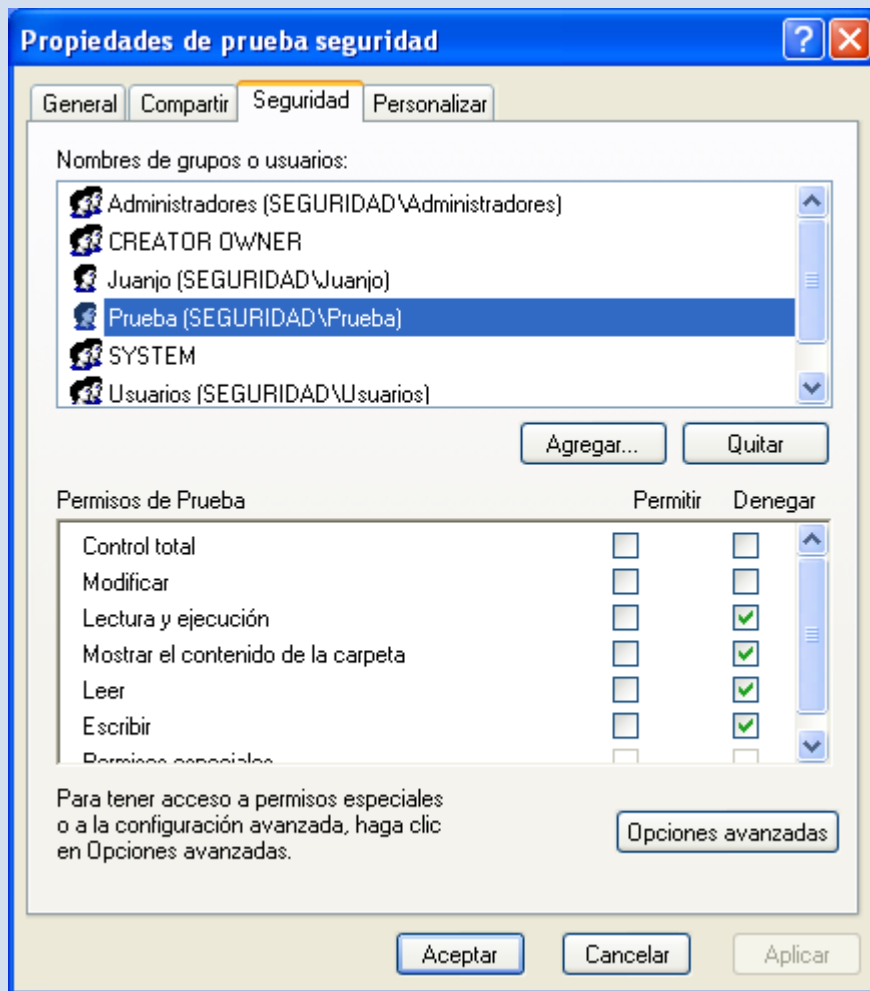 Propiedades de prueba seguridad
General Compartir Seguridad Personalizar
Nombres de grupos o usuarios:
Administradores (SEGURIDAD\Administradores)
CREATOR OWNER
Juanjo (SEGURIDAD\Juanjo)
Prueba (SEGURIDAD\Prueba)
SYSTEM
Usuarios (SEGURIDAD\Usuarios)
Agregar... Quitar
Permisos de Prueba Permitir Denegar
Control total
Modificar
Lectura y ejecución
Mostrar el contenido de la carpeta
Leer
Escribir
Permisos especiales
Para tener acceso a permisos especiales
o a la configuración avanzada, haga clic
en Opciones avanzadas.
Opciones avanzadas
Aceptar Cancelar Aplicar